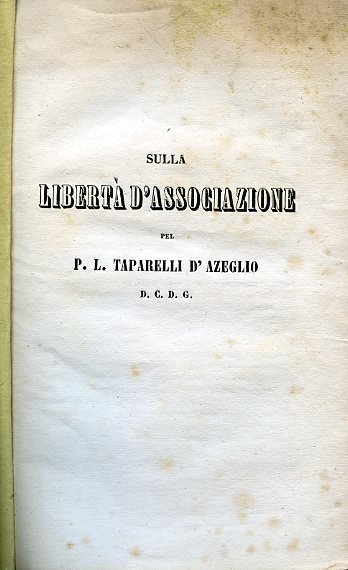 SULLA
LIBERTÀ D'ASSOCIAZIONE
PEL
P. L. TAPARELLI D' AZEGLIO
D. C. D. G.